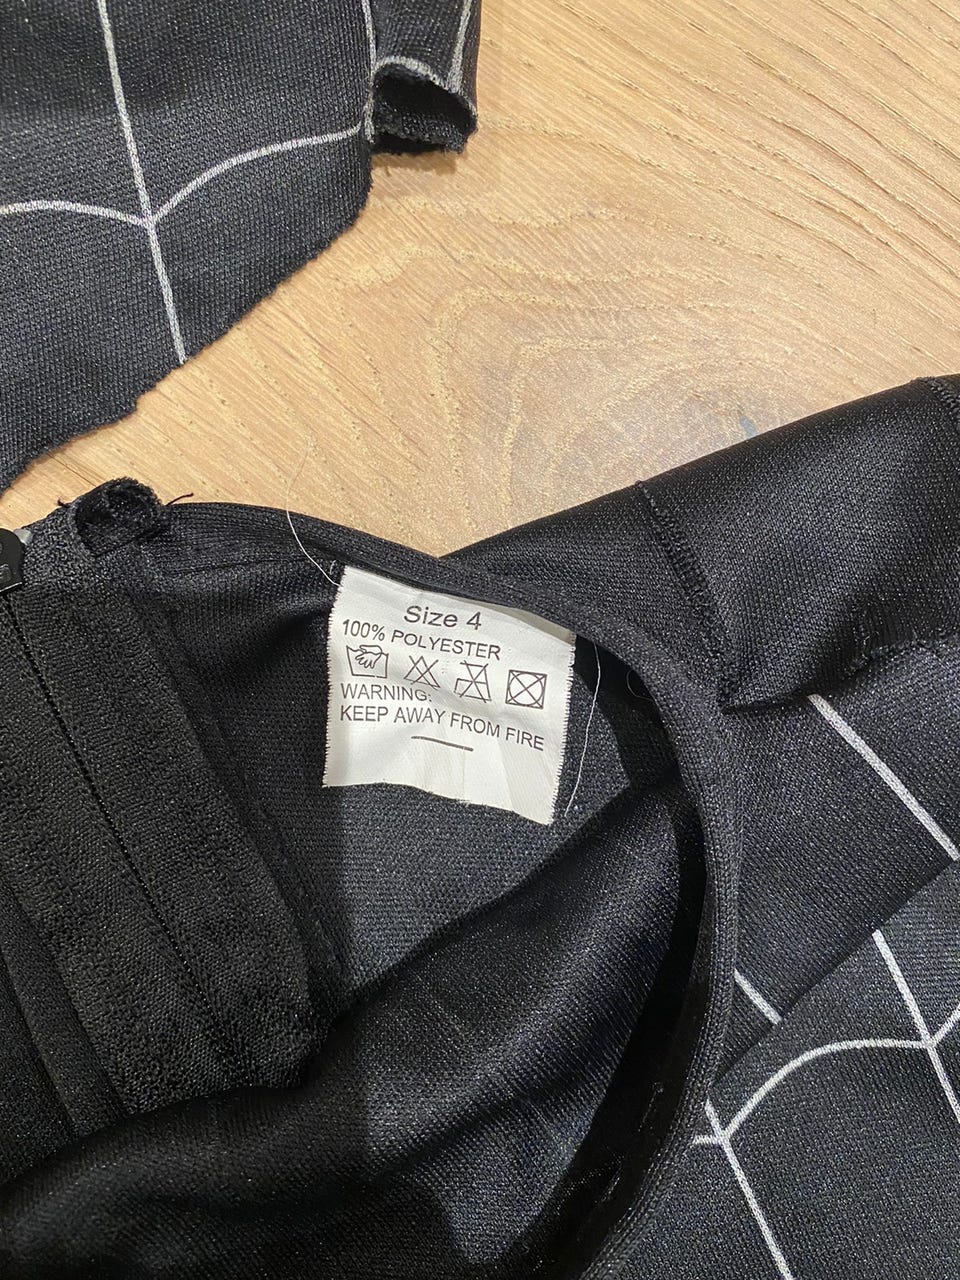 Size 4
100% POLYESTER
WARNING:
KEEP AWAY FROM FIRE